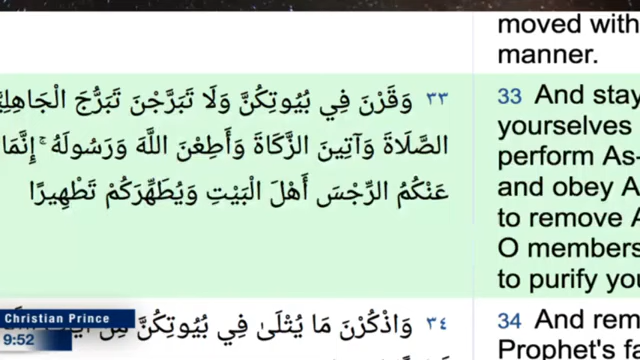 moved with
manner.
٣٣ وَقَرْنَ فِي بُيُوتِكُنَّ وَلَا تَبَرَّجْنَ تَبَرُّجَ
الصَّلَاةَ وَآتِينَ الزَّكَاةَ وَأَطِعْنَ اللَّهَ وَرَسُولَهُ ۚ إِنَّمَا
عَنكُمُ الرِّجْسَ أَهْلَ الْبَيْتِ وَيُطَهِّرَكُمْ تَطْهِيرًا
33 And stay
yourselves
perform As-
and obey A
to remove A
O members
to purify you
٣٤ وَاذْكُرْنَ مَا يُتْلَىٰ فِي بُيُوتِكُنَّ مِنْ
34 And rem
Prophet's fa
Christian Prince
9:52